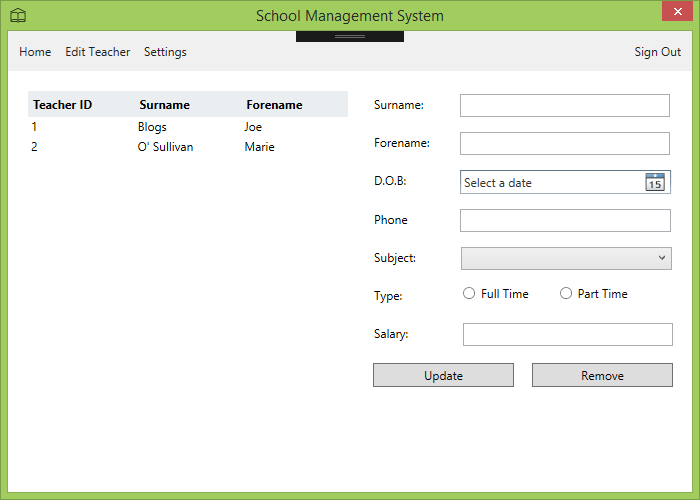 School Management System
Home Edit Teacher Settings Sign Out
Teacher ID Surname Forename
1 Blogs Joe
2 O' Sullivan Marie
Surname:
Forename:
D.O.B: Select a date 15
Phone
Subject:
Type: Full Time Part Time
Salary:
Update Remove